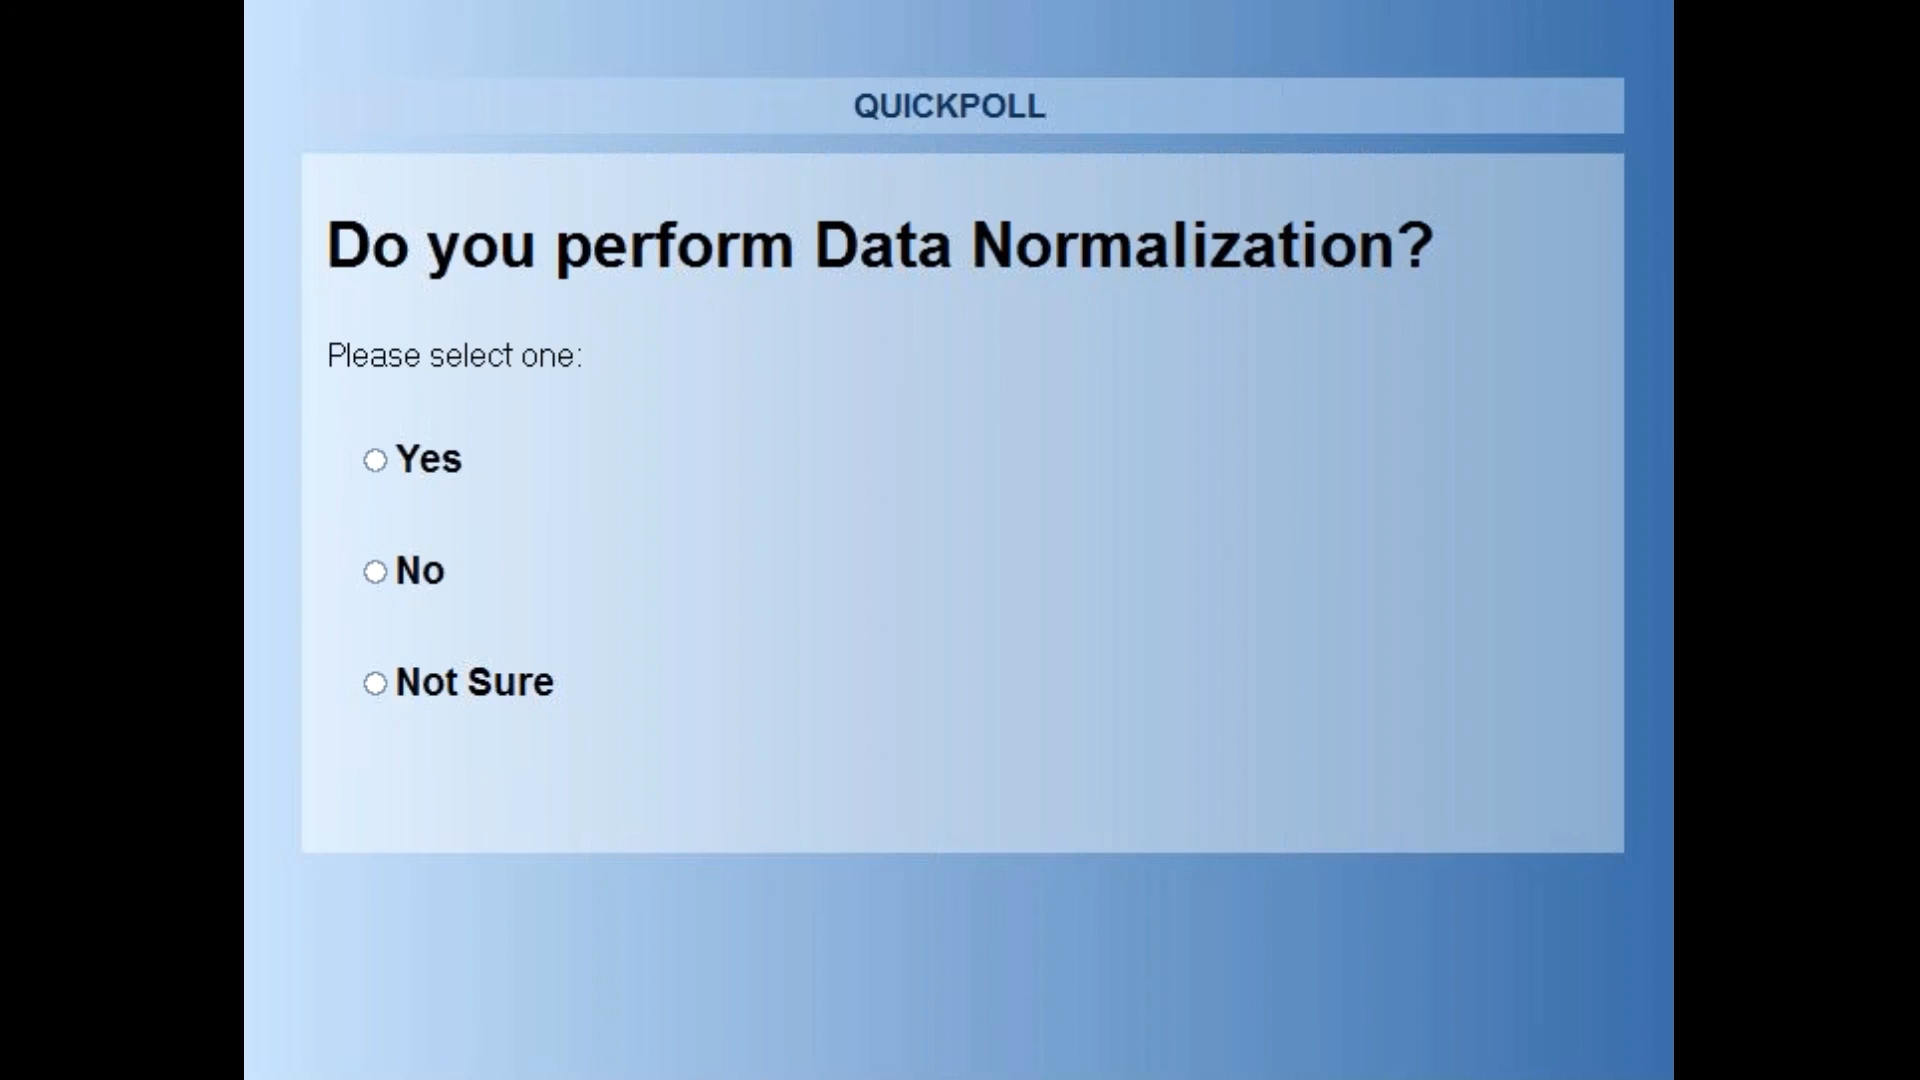 QUICKPOLL
Do you perform Data Normalization?
Please select one:
Yes
No
Not Sure